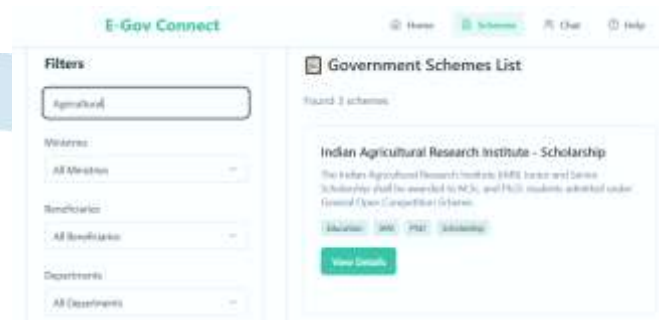 E-Gov Connect
Home Schemes Chat Help
Filters
Agricultural
Ministries
All Ministries
Beneficiaries
All Beneficiaries
Departments
All Departments
Government Schemes List
Found 3 schemes
Indian Agricultural Research Institute - Scholarship
The Indian Agricultural Research Institute (IARI) Junior and Senior
Scholarship shall be awarded to M.Sc. and Ph.D. students admitted under
General Open Competition Scheme.
Education IARI PhD Scholarship
View Details